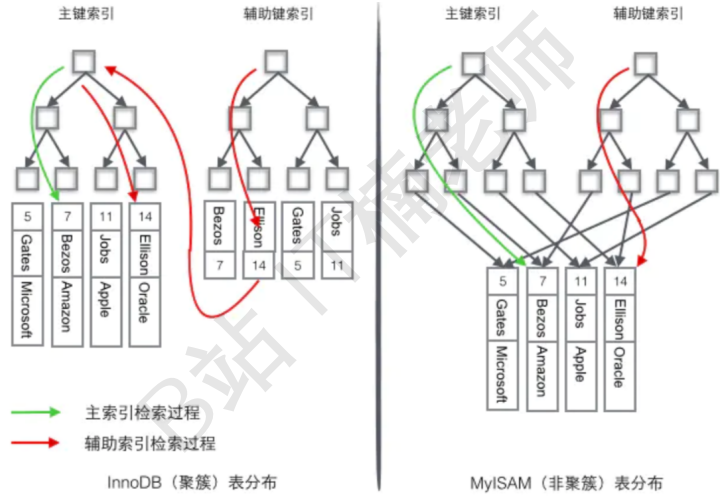 主键索引
辅助键索引
主键索引
辅助键索引
5
Gates
Microsoft
7
Bezos
Amazon
11
Jobs
Apple
14
Ellison
Oracle
Bezos
7
Ellison
14
Gates
5
Jobs
11
5
Gates
Microsoft
7
Bezos
Amazon
11
Jobs
Apple
14
Ellison
Oracle
主索引检索过程
辅助索引检索过程
InnoDB（聚簇）表分布
MyISAM（非聚簇）表分布
B站 IT楠老师